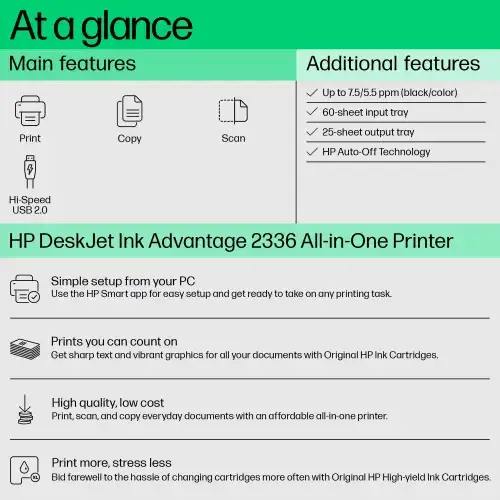 At a glance
Main features
Additional features
Print
Copy
Scan
Hi-Speed
USB 2.0
Up to 7.5/5.5 ppm (black/color)
60-sheet input tray
25-sheet output tray
HP Auto-Off Technology
HP DeskJet Ink Advantage 2336 All-in-One Printer
Simple setup from your PC
Use the HP Smart app for easy setup and get ready to take on any printing task.
Prints you can count on
Get sharp text and vibrant graphics for all your documents with Original HP Ink Cartridges.
High quality, low cost
Print, scan, and copy everyday documents with an affordable all-in-one printer.
XL
Print more, stress less
Bid farewell to the hassle of changing cartridges more often with Original HP High-yield Ink Cartridges.